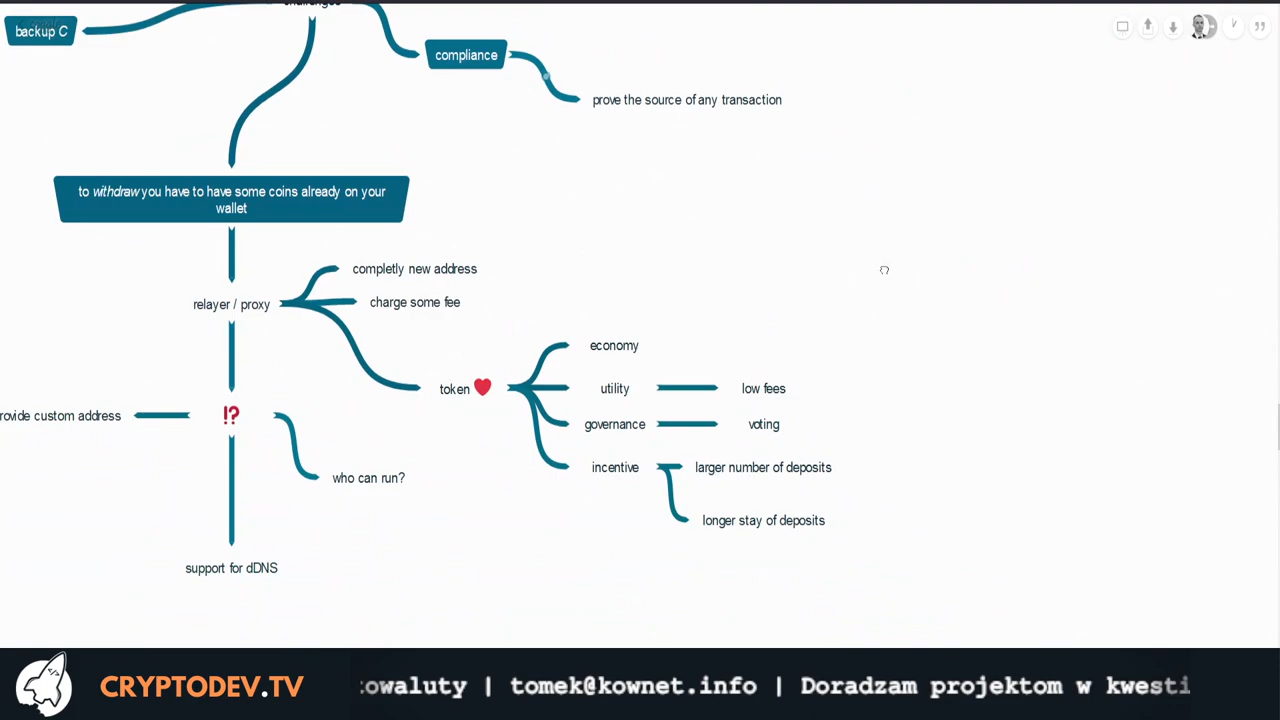 challenges
backup C
compliance
prove the source of any transaction
to withdraw you have to have some coins already on your
wallet
completly new address
relayer / proxy
charge some fee
economy
token
utility
low fees
!?
custom address
governance
voting
incentive
larger number of deposits
who can run?
longer stay of deposits
support for dDNS
CRYPTODEV.TV
| tomek@kownet.info | Doradzam projektom w